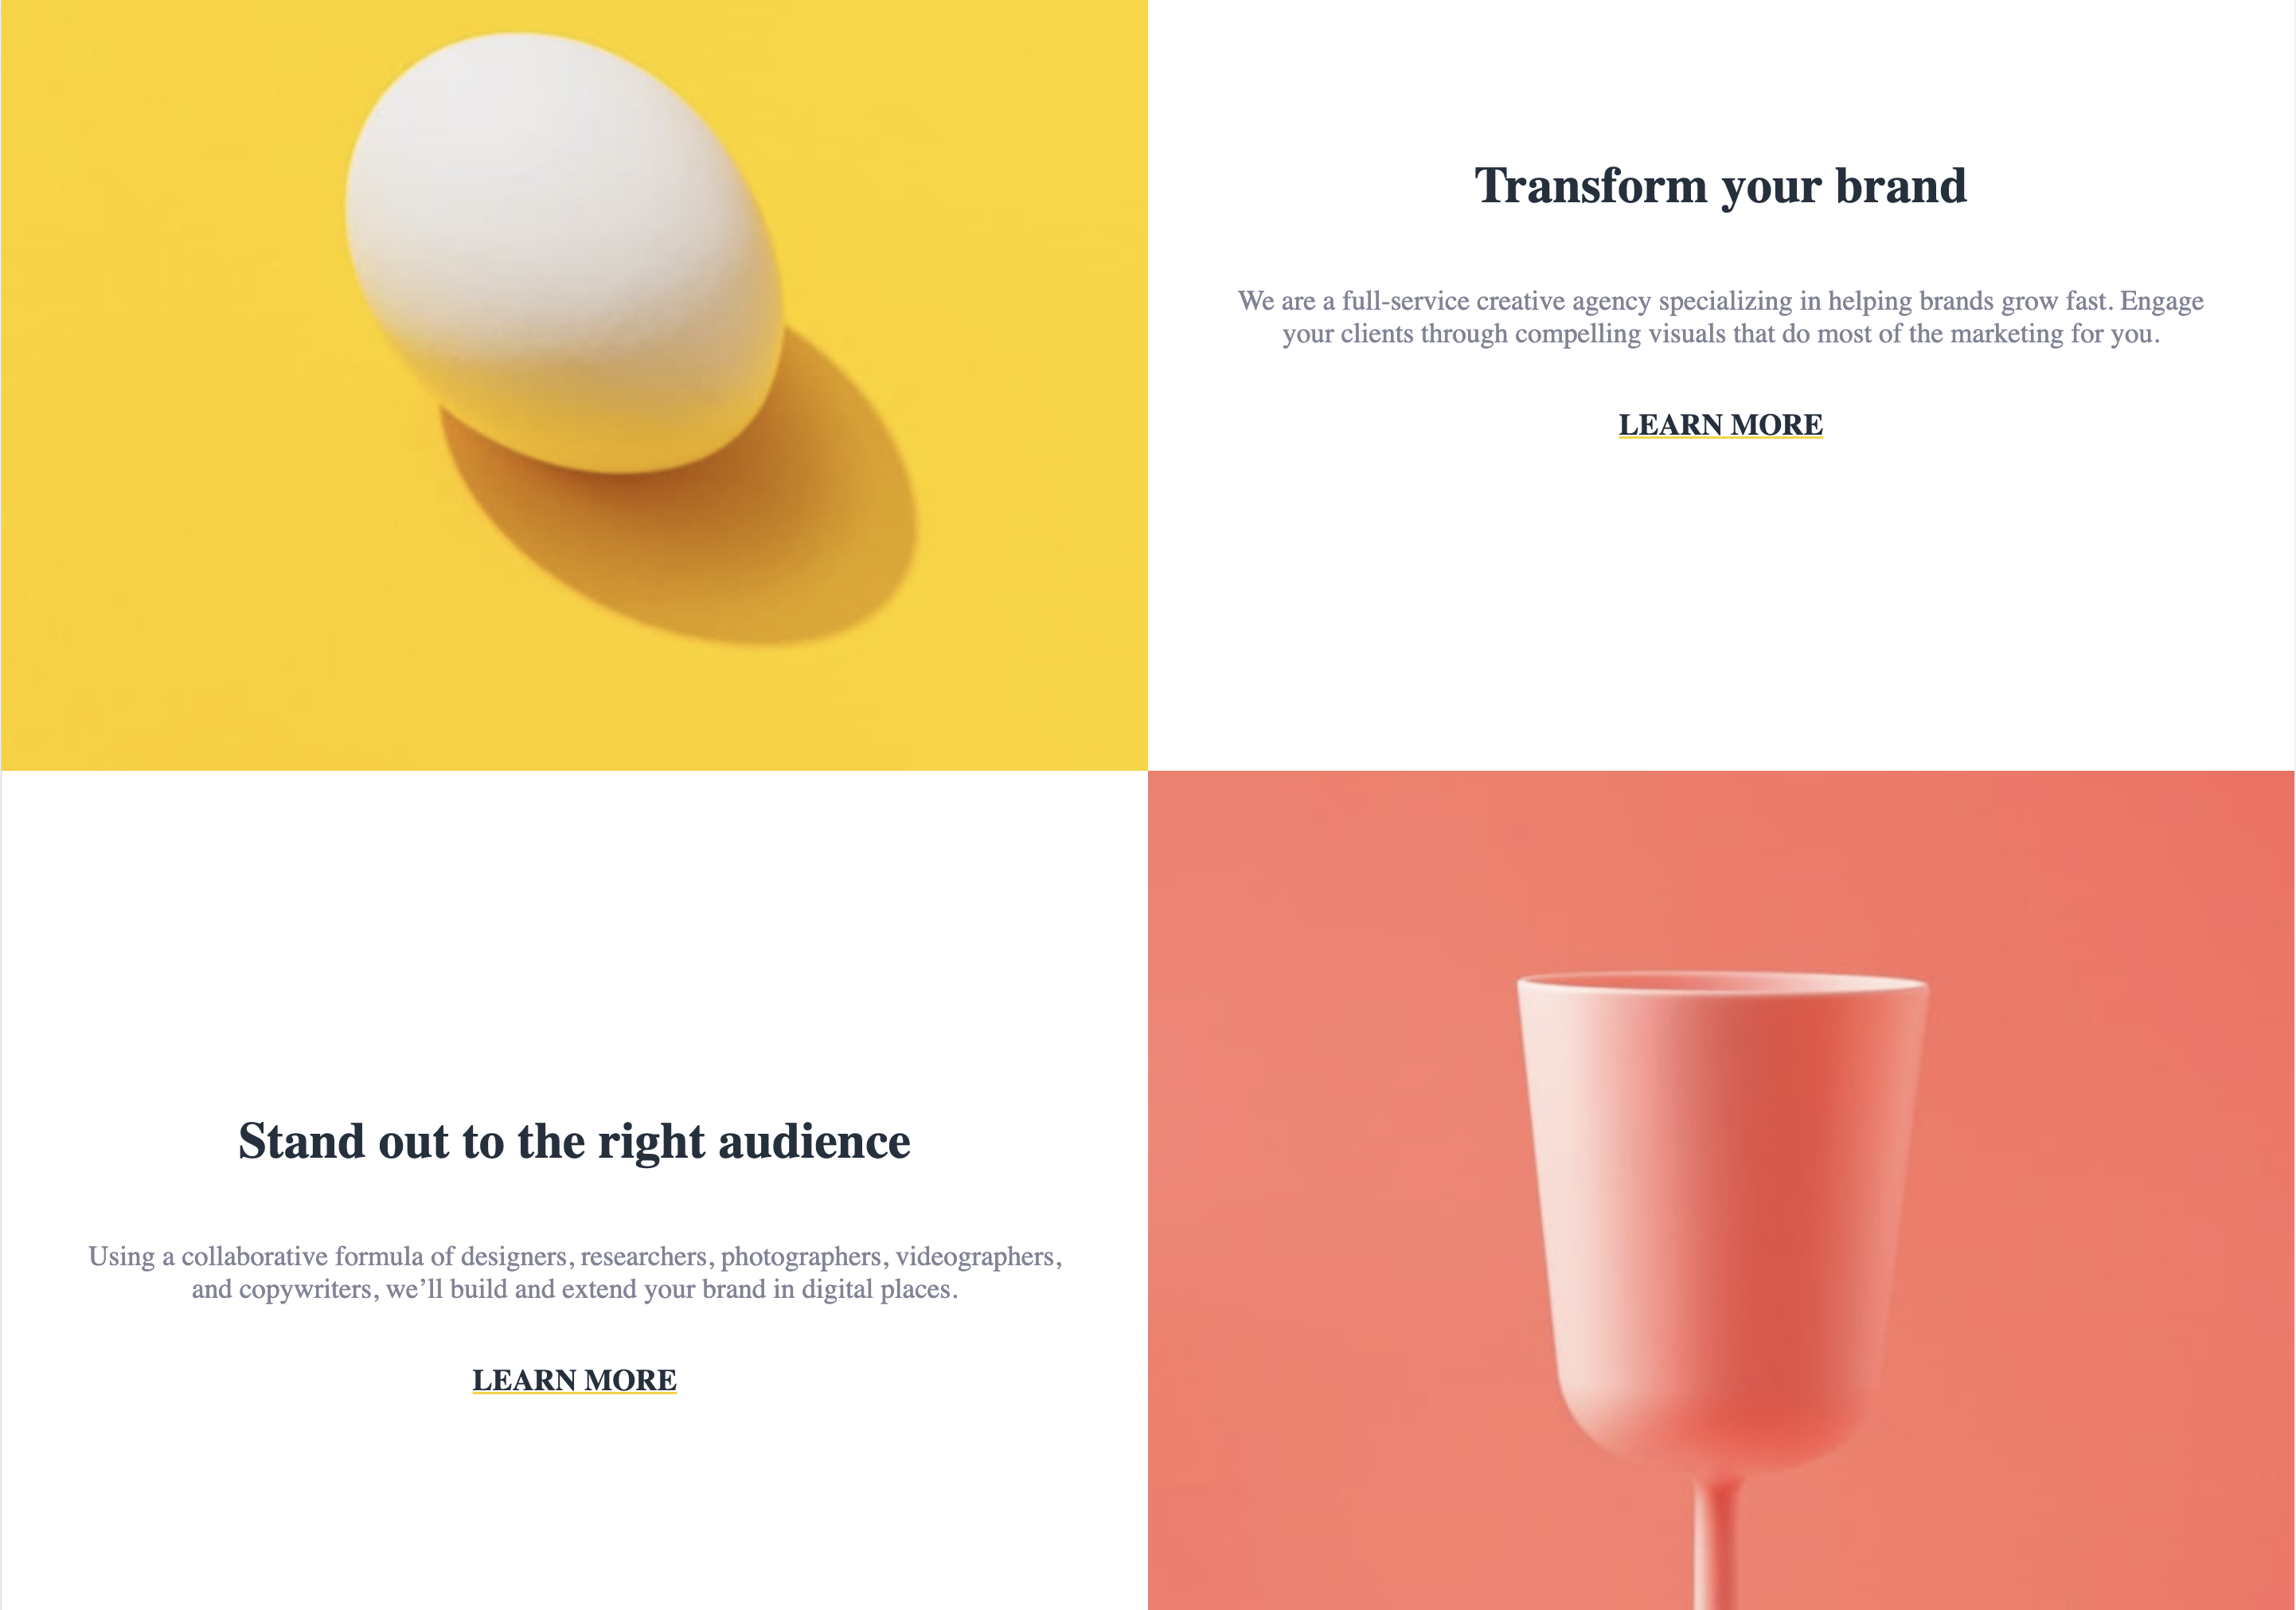 Transform your brand
We are a full-service creative agency specializing in helping brands grow fast. Engage
your clients through compelling visuals that do most of the marketing for you.
LEARN MORE
Stand out to the right audience
Using a collaborative formula of designers, researchers, photographers, videographers,
and copywriters, we’ll build and extend your brand in digital places.
LEARN MORE